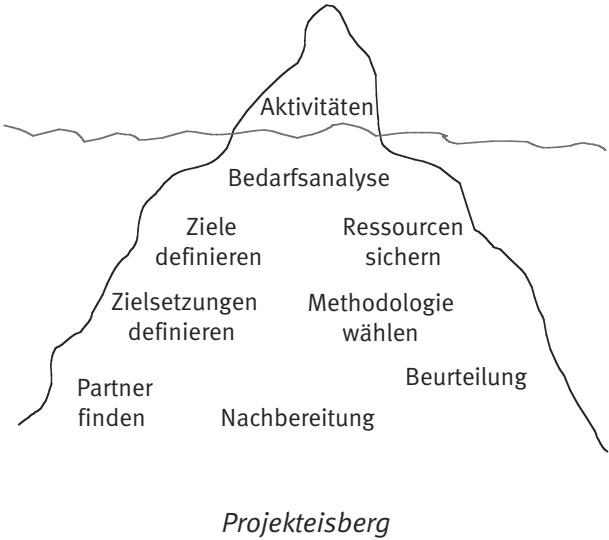 Aktivitäten
Bedarfsanalyse
Ziele
definieren
Ressourcen
sichern
Zielsetzungen
definieren
Methodologie
wählen
Partner
finden
Nachbereitung
Beurteilung
Projekteisberg